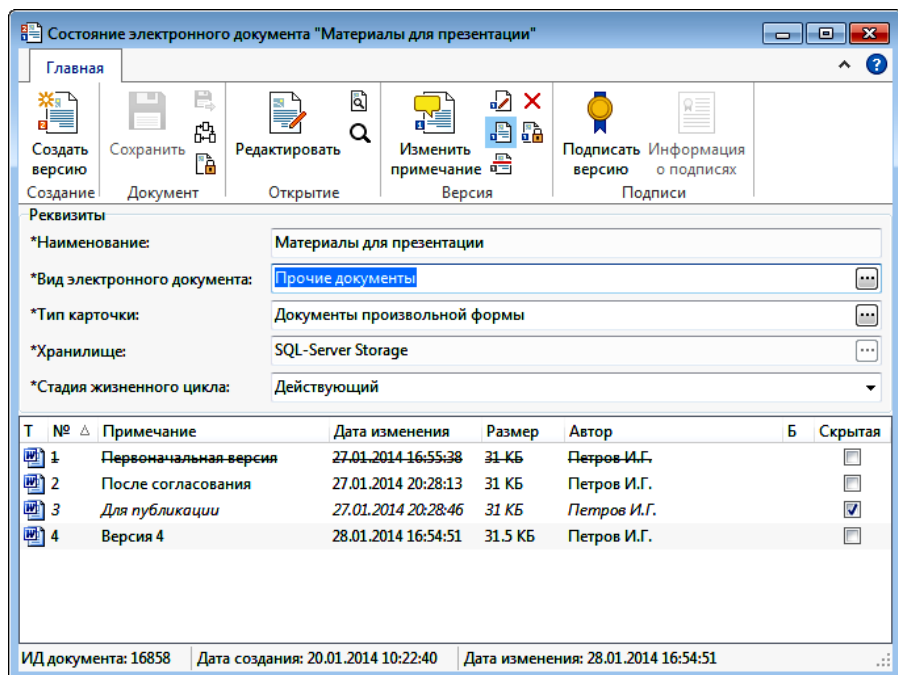 Состояние электронного документа "Материалы для презентации"
Главная
Создать версию
Сохранить
Редактировать
Изменить примечание
Подписать версию
Информация о подписях
Создание
Документ
Открытие
Версия
Подписи
Реквизиты
*Наименование: Материалы для презентации
*Вид электронного документа: Прочие документы
*Тип карточки: Документы произвольной формы
*Хранилище: SQL-Server Storage
*Стадия жизненного цикла: Действующий
Т № Примечание Дата изменения Размер Автор Б Скрытая
1 Первоначальная версия 27.01.2014 16:55:38 31 КБ Петров И.Г.
2 После согласования 27.01.2014 20:28:13 31 КБ Петров И.Г.
3 Для публикации 27.01.2014 20:28:46 31 КБ Петров И.Г.
4 Версия 4 28.01.2014 16:54:51 31.5 КБ Петров И.Г.
ИД документа: 16858 Дата создания: 20.01.2014 10:22:40 Дата изменения: 28.01.2014 16:54:51